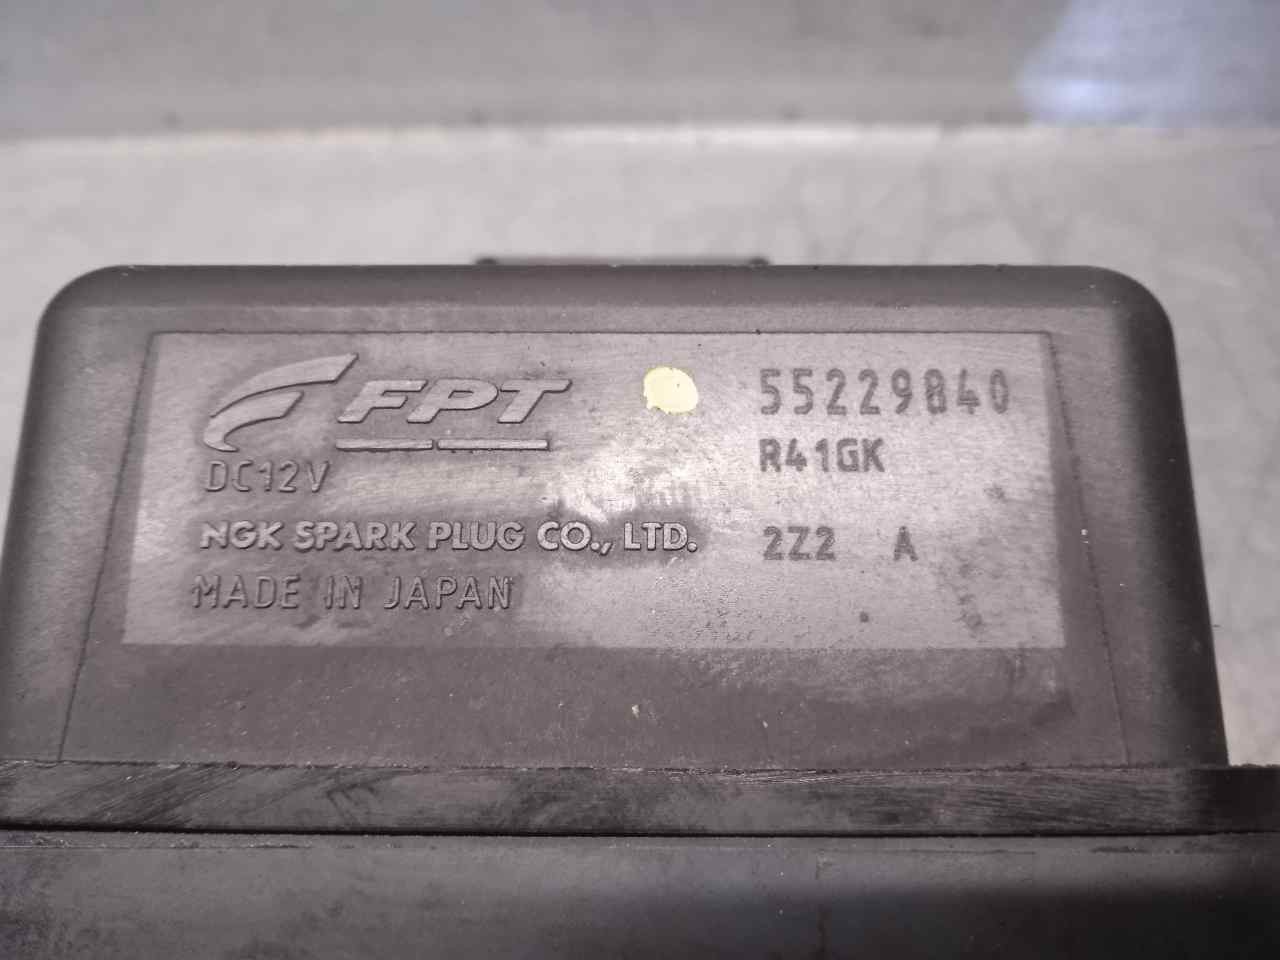 FPT
55229840
DC12V
R41GK
NGK SPARK PLUG CO., LTD.
2Z2 A
MADE IN JAPAN